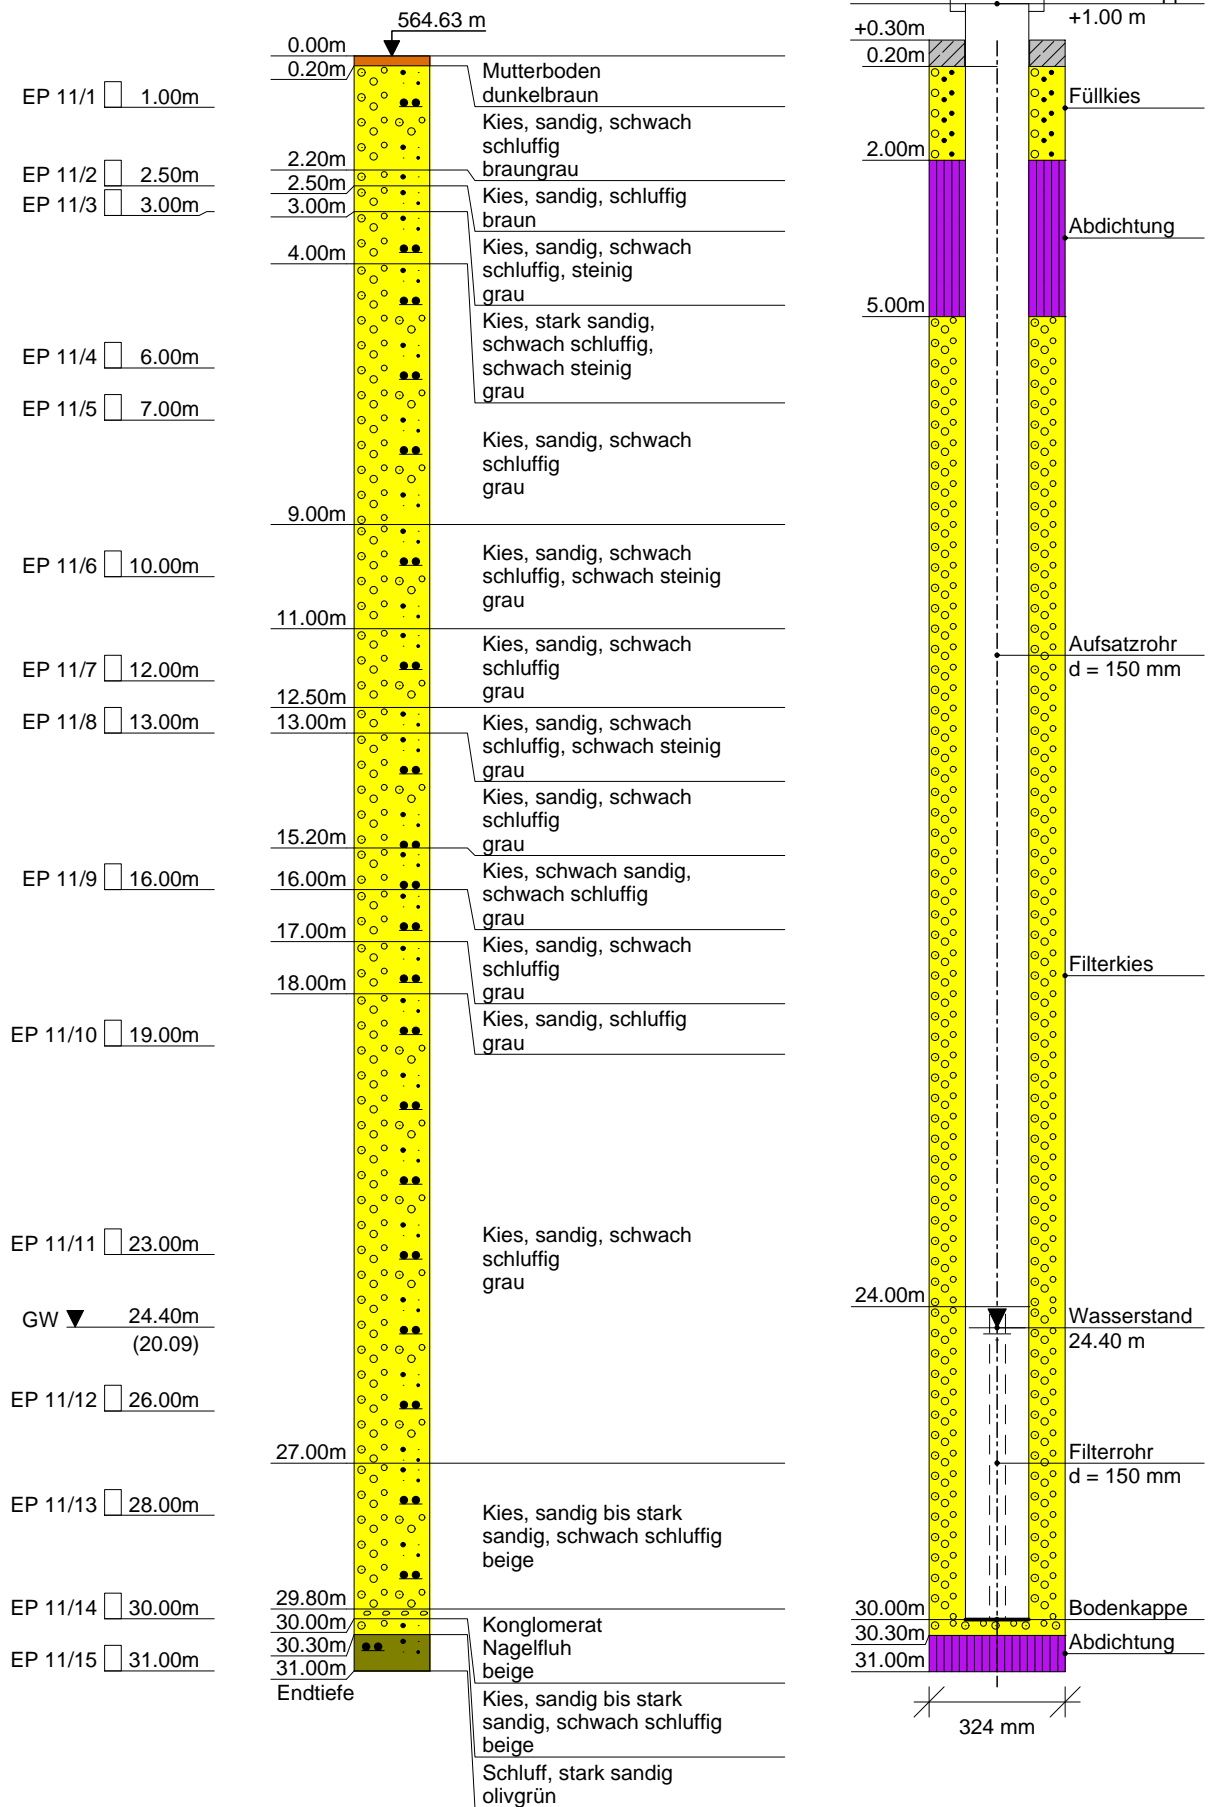 564.63 m
0.00m
0.20m
Mutterboden
dunkelbraun
EP 11/1 1.00m
Kies, sandig, schwach
schluffig
braungrau
2.20m
EP 11/2 2.50m
2.50m
Kies, sandig, schluffig
braun
EP 11/3 3.00m
3.00m
Kies, sandig, schwach
schluffig, steinig
grau
4.00m
Kies, stark sandig,
schwach schluffig,
schwach steinig
grau
EP 11/4 6.00m
EP 11/5 7.00m
Kies, sandig, schwach
schluffig
grau
9.00m
EP 11/6 10.00m
Kies, sandig, schwach
schluffig, schwach steinig
grau
11.00m
EP 11/7 12.00m
Kies, sandig, schwach
schluffig
grau
12.50m
EP 11/8 13.00m
13.00m
Kies, sandig, schwach
schluffig, schwach steinig
grau
Kies, sandig, schwach
schluffig
grau
15.20m
EP 11/9 16.00m
16.00m
Kies, schwach sandig,
schwach schluffig
grau
17.00m
Kies, sandig, schwach
schluffig
grau
18.00m
Kies, sandig, schluffig
grau
EP 11/10 19.00m
EP 11/11 23.00m
Kies, sandig, schwach
schluffig
grau
GW 24.40m
(20.09)
EP 11/12 26.00m
27.00m
EP 11/13 28.00m
Kies, sandig bis stark
sandig, schwach schluffig
beige
29.80m
EP 11/14 30.00m
30.00m
Konglomerat
Nagelfluh
beige
30.30m
EP 11/15 31.00m
31.00m
Endtiefe
Kies, sandig bis stark
sandig, schwach schluffig
beige
Schluff, stark sandig
olivgrün
+1.00 m
+0.30m
0.20m
Füllkies
2.00m
Abdichtung
5.00m
Aufsatzrohr
d = 150 mm
Filterkies
24.00m
Wasserstand
24.40 m
Filterrohr
d = 150 mm
30.00m
Bodenkappe
30.30m
Abdichtung
31.00m
324 mm